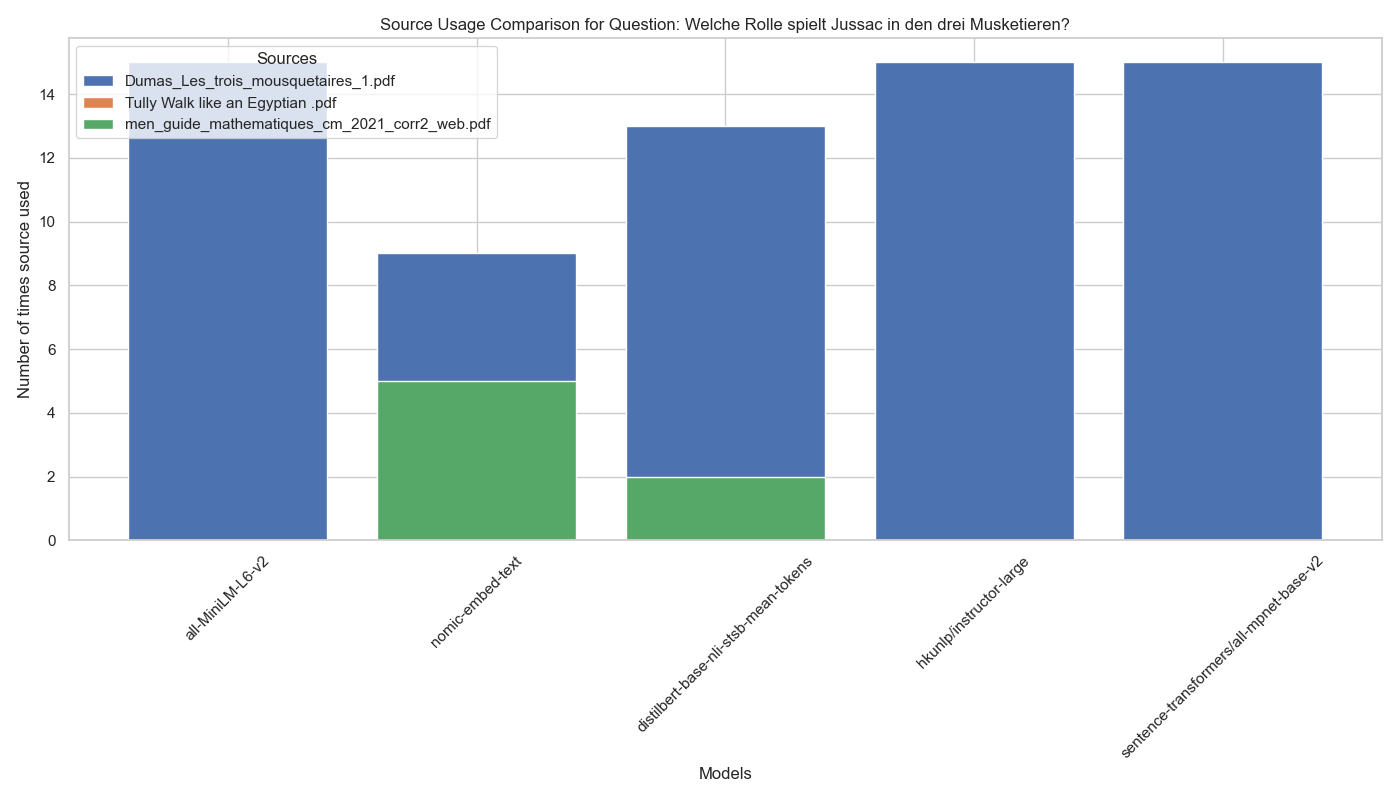 Source Usage Comparison for Question: Welche Rolle spielt Jussac in den drei Musketieren?
Sources
Dumas_Les_trois_mousquetaires_1.pdf
Tully Walk like an Egyptian .pdf
men_guide_mathematiques_cm_2021_corr2_web.pdf
Number of times source used
14
12
10
8
6
4
2
0
all-MiniLM-L6-v2
nomic-embed-text
distilbert-base-nli-stsb-mean-tokens
hkunlp/instructor-large
sentence-transformers/all-mpnet-base-v2
Models